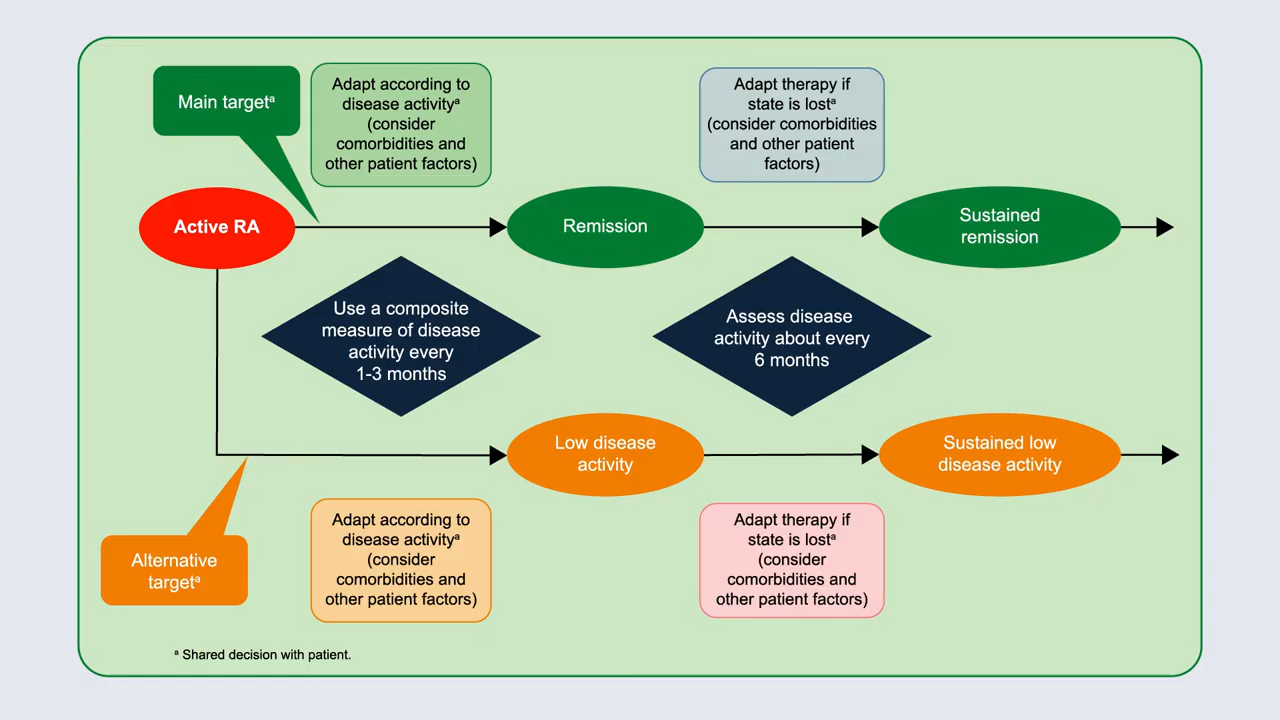 Main targetᵃ
Adapt according to
disease activityᵃ
(consider
comorbidities and
other patient factors)
Adapt therapy if
state is lostᵃ
(consider comorbidities
and other patient
factors)
Active RA
Remission
Sustained
remission
Use a composite
measure of disease
activity every
1-3 months
Assess disease
activity about every
6 months
Low disease
activity
Sustained low
disease activity
Alternative
targetᵃ
Adapt according to
disease activityᵃ
(consider
comorbidities and
other patient factors)
Adapt therapy if
state is lostᵃ
(consider
comorbidities and
other patient factors)
ᵃ Shared decision with patient.